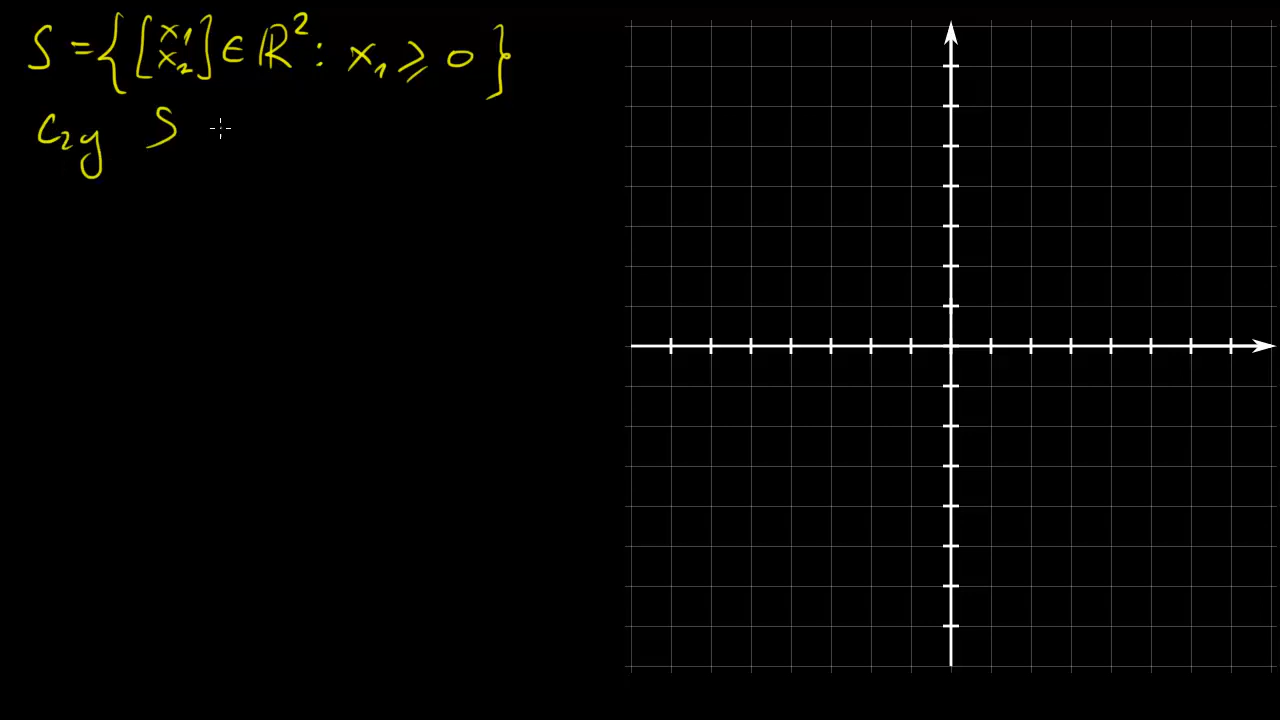 S = { [x₁ x₂] ∈ ℝ² : x₁ ⩾ 0 }
Czy S